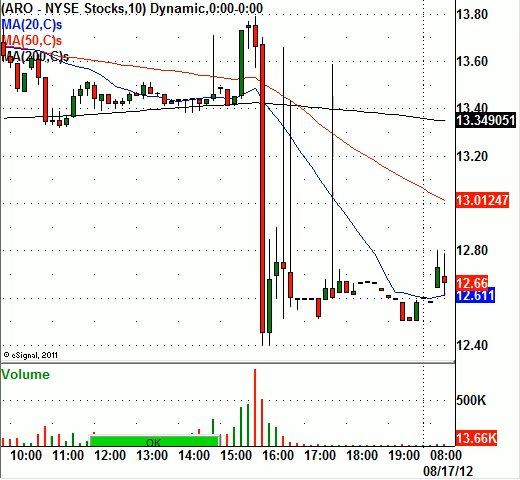 (ARO - NYSE Stocks,10) Dynamic,0:00-0:00
MA(20,C)s
MA(50,C)s
MA(200,C)s
13.80
13.60
13.40
13.349051
13.20
13.01247
12.80
12.66
12.611
12.40
© eSignal, 2011
Volume
500K
13.66K
OK
10:00 11:00 12:00 13:00 14:00 15:00 16:00 17:00 18:00 19:00 08:00
08/17/12